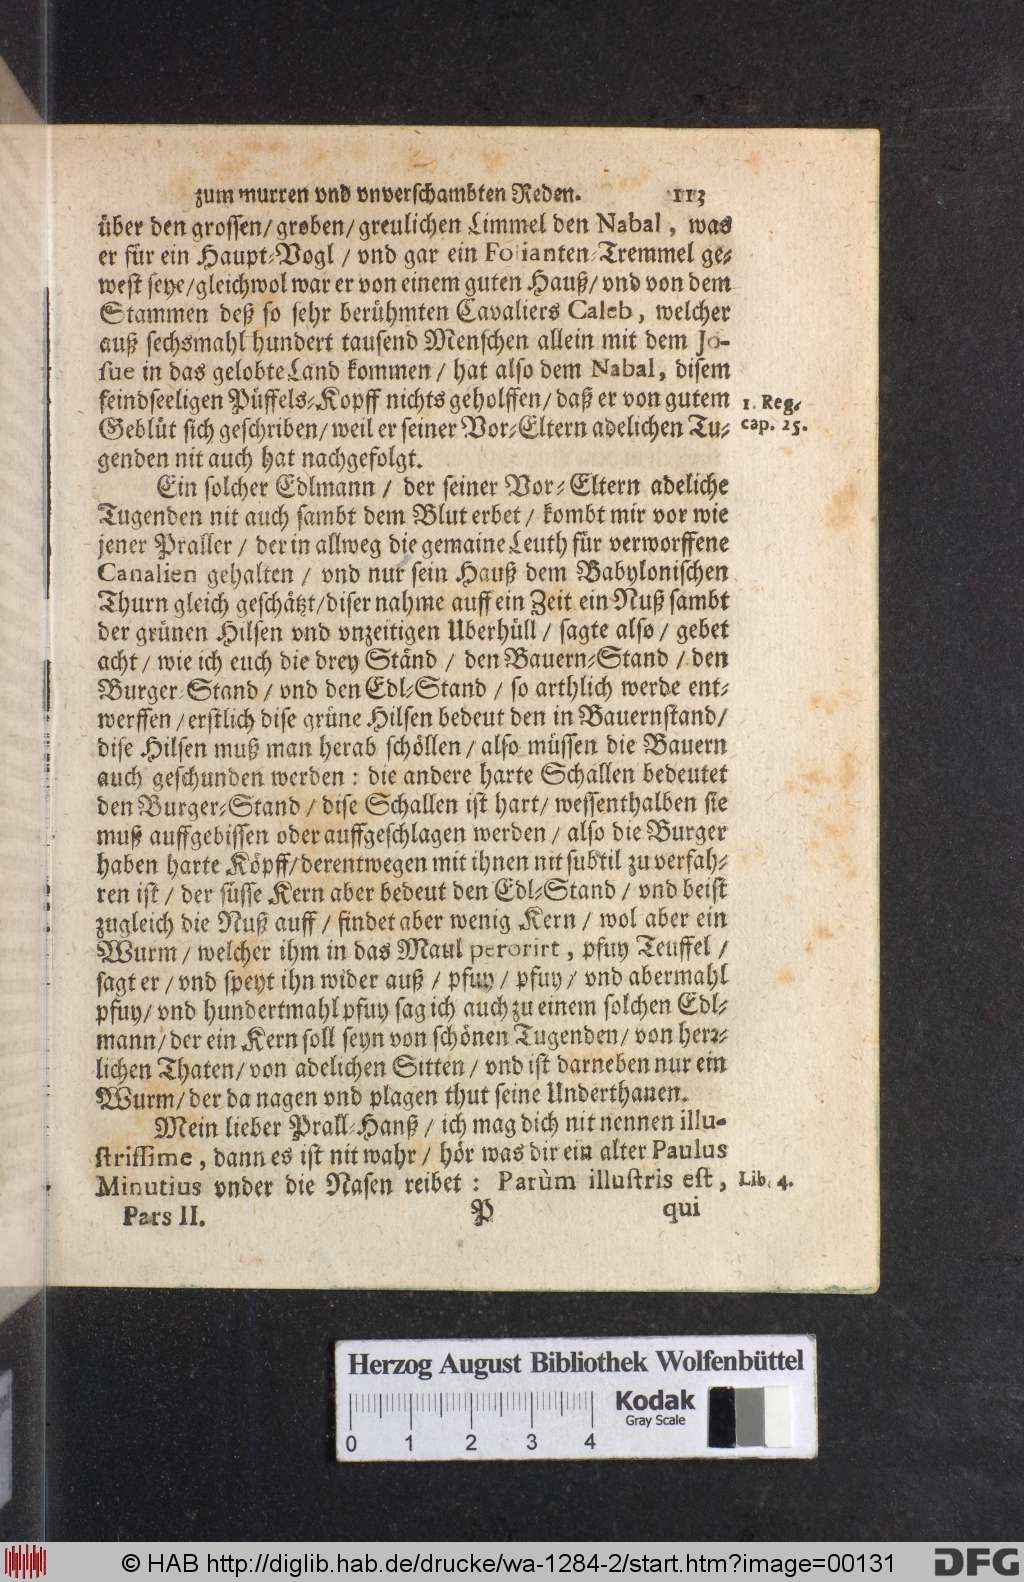 zum murren vnd vnverschambten Reden. 113
über den grossen/ groben/ greulichen Limmel den Nabal, was
er für ein Haupt-Vogl / vnd gar ein Folianten-Tremmel ge-
west seye/ gleichwol war er von einem guten Hauß/ vnd von dem
Stammen deß so sehr berühmten Cavaliers Caleb, welcher
auß sechsmahl hundert tausend Menschen allein mit dem Jo-
sue in das gelobte Land kommen / hat also dem Nabal, disem
feindseeligen Püffels-Kopff nichts geholffen/ daß er von gutem
1. Reg.
cap. 25.
Geblüt sich geschriben/ weil er seiner Vor-Eltern adelichen Tu-
genden nit auch hat nachgefolgt.
Ein solcher Edlmann / der seiner Vor-Eltern adeliche
Tugenden nit auch sambt dem Blut erbet / kombt mir vor wie
jener Praller / der in allweg die gemaine Leuth für verworffene
Canalien gehalten / vnd nur sein Hauß dem Babylonischen
Thurn gleich geschätzt/ diser nahme auff ein Zeit ein Nuß sambt
der grünen Hilsen vnd vnzeitigen Uberhüll / sagte also / gebet
acht / wie ich euch die drey Ständ / den Bauern-Stand / den
Burger-Stand / vnd den Edl-Stand / so arthlich werde ent-
werffen / erstlich dise grüne Hilsen bedeut den in Bauernstand/
dise Hilsen muß man herab schöllen / also müssen die Bauern
auch geschunden werden : die andere harte Schallen bedeutet
den Burger-Stand / dise Schallen ist hart/ wessenthalben sie
muß auffgebissen oder auffgeschlagen werden / also die Burger
haben harte Köpff/ derentwegen mit ihnen nit subtil zu verfah-
ren ist / der süsse Kern aber bedeut den Edl-Stand / vnd beist
zugleich die Nuß auff / findet aber wenig Kern / wol aber ein
Wurm / welcher ihm in das Maul perorirt, pfuy Teuffel /
sagt er / vnd speyt ihn wider auß / pfuy / pfuy / vnd abermahl
pfuy/ vnd hundertmahl pfuy sag ich auch zu einem solchen Edl-
mann/ der ein Kern soll seyn von schönen Tugenden/ von herr-
lichen Thaten/ von adelichen Sitten / vnd ist darneben nur ein
Wurm/ der da nagen vnd plagen thut seine Underthanen.
Mein lieber Prall-Hanß / ich mag dich nit nennen illu-
strissime, dann es ist nit wahr / hör was dir ein alter Paulus
Minutius vnder die Nasen reibet : Parùm illustris est,
Lib. 4.
Pars II. P qui
Herzog August Bibliothek Wolfenbüttel
Kodak
Gray Scale
0 1 2 3 4
© HAB http://diglib.hab.de/drucke/wa-1284-2/start.htm?image=00131
DFG